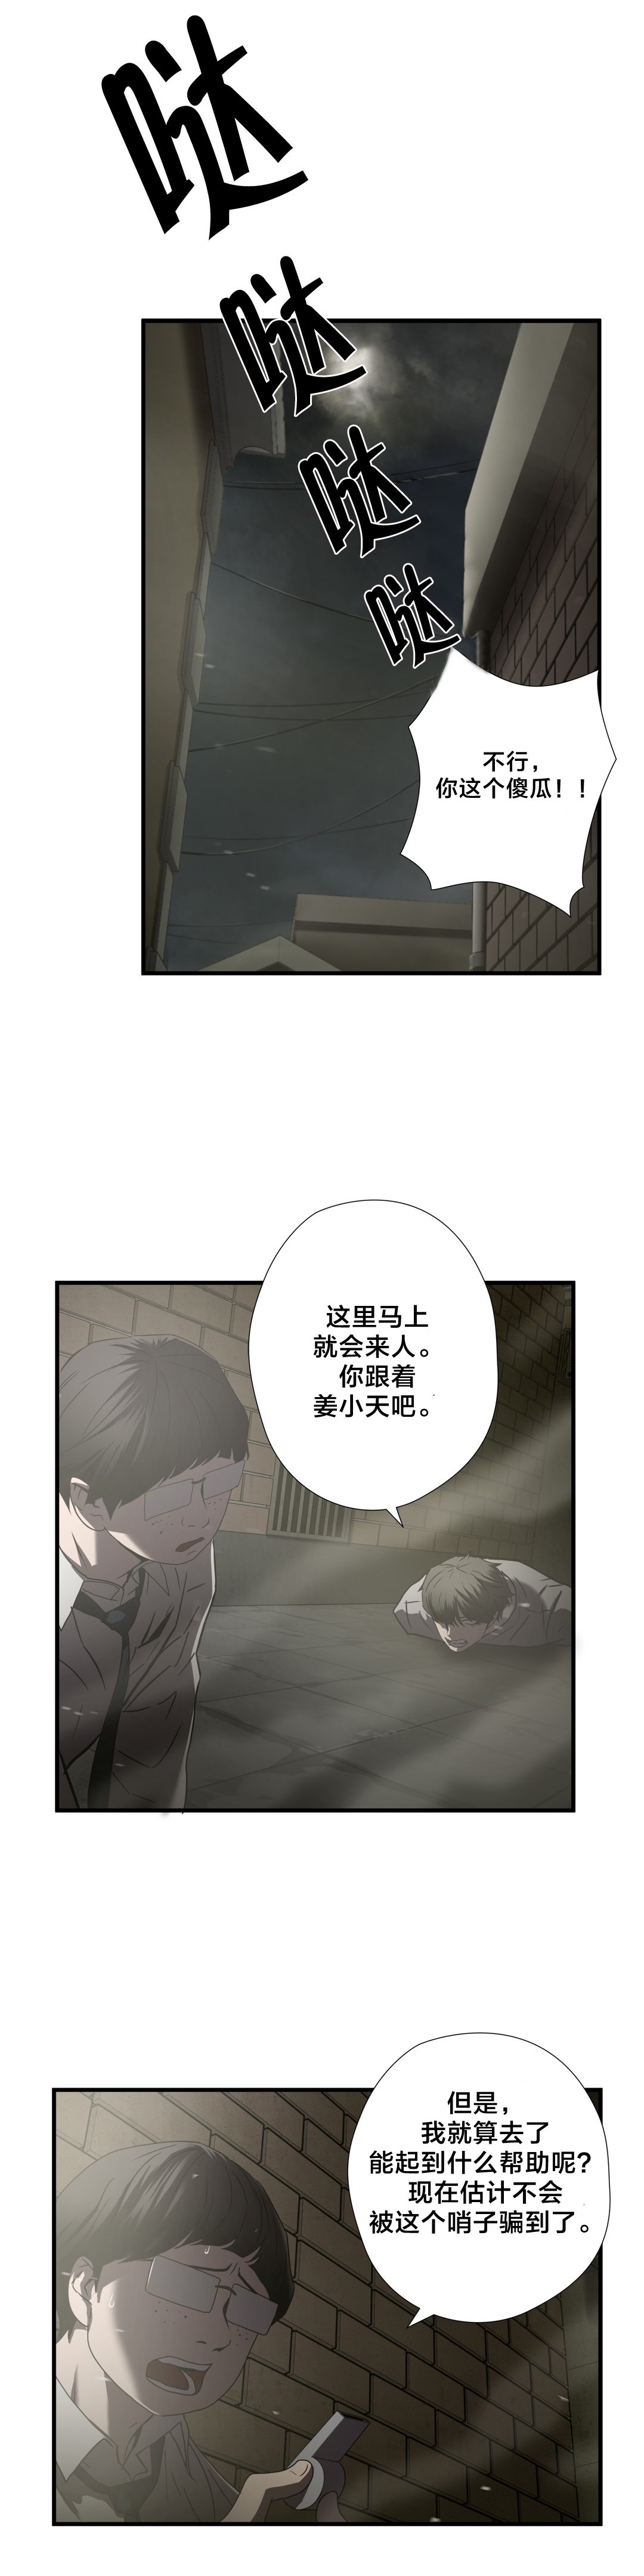 哒
哒
哒
哒
不行，
你这个傻瓜！！
这里马上
就会来人。
你跟着
姜小天吧。
但是，
我就算去了
能起到什么帮助呢？
现在估计不会
被这个哨子骗到了。